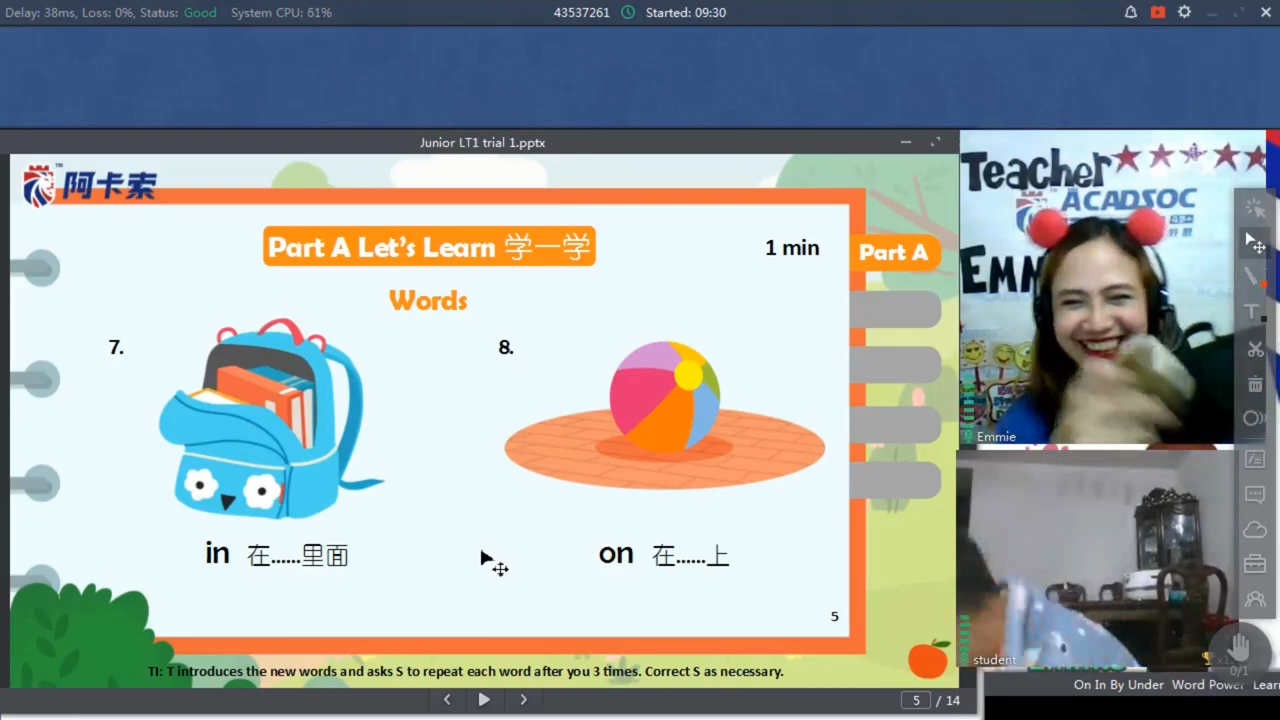 Delay: 38ms, Loss: 0%, Status: Good System CPU: 61%
43537261 Started: 09:30
Junior LT1 trial 1.pptx
阿卡索
Part A Let's Learn 学一学
1 min
Part A
Words
7.
8.
in 在......里面
on 在......上
5
TI: T introduces the new words and asks S to repeat each word after you 3 times. Correct S as necessary.
5 / 14
Teacher
ACADSOC
Emmie
student
0/1
On In By Under Word Power